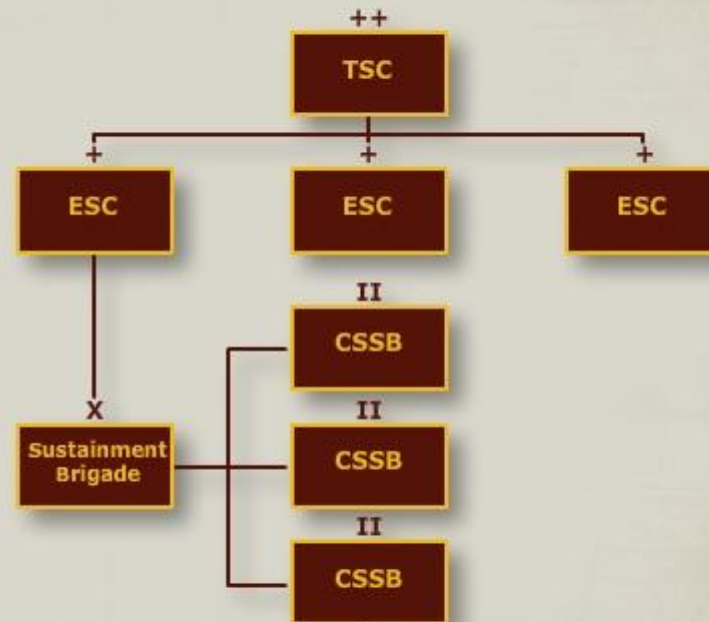 ++
TSC
+
+
+
ESC
ESC
ESC
II
CSSB
X
II
Sustainment
Brigade
CSSB
II
CSSB